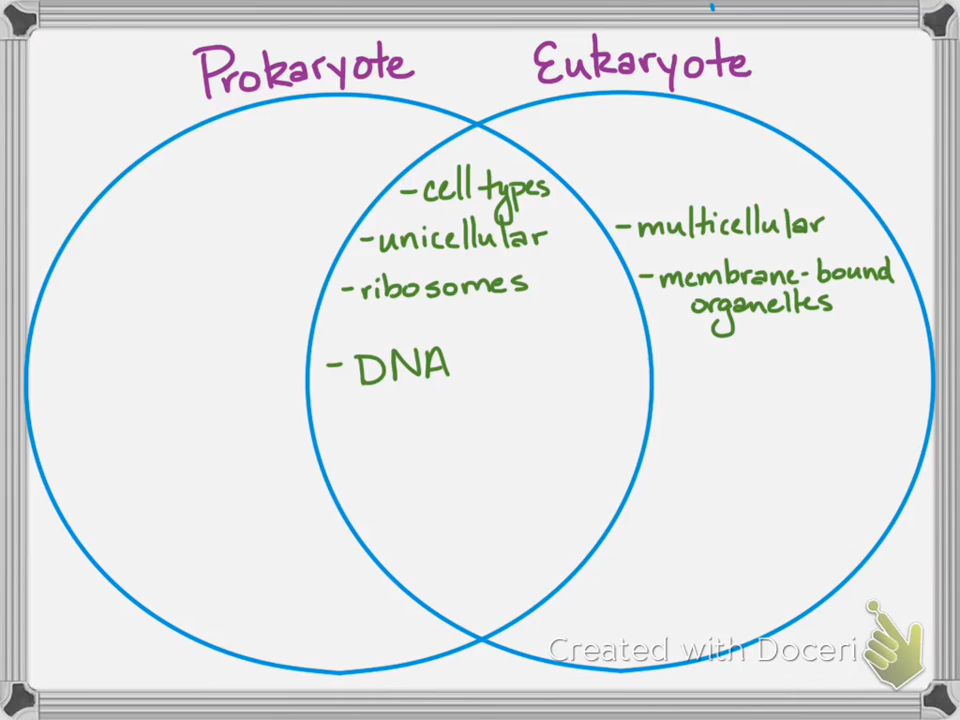 Prokaryote
Eukaryote
- cell types
- unicellular
- ribosomes
- DNA
- multicellular
- membrane-bound
organelles
Created with Doceri